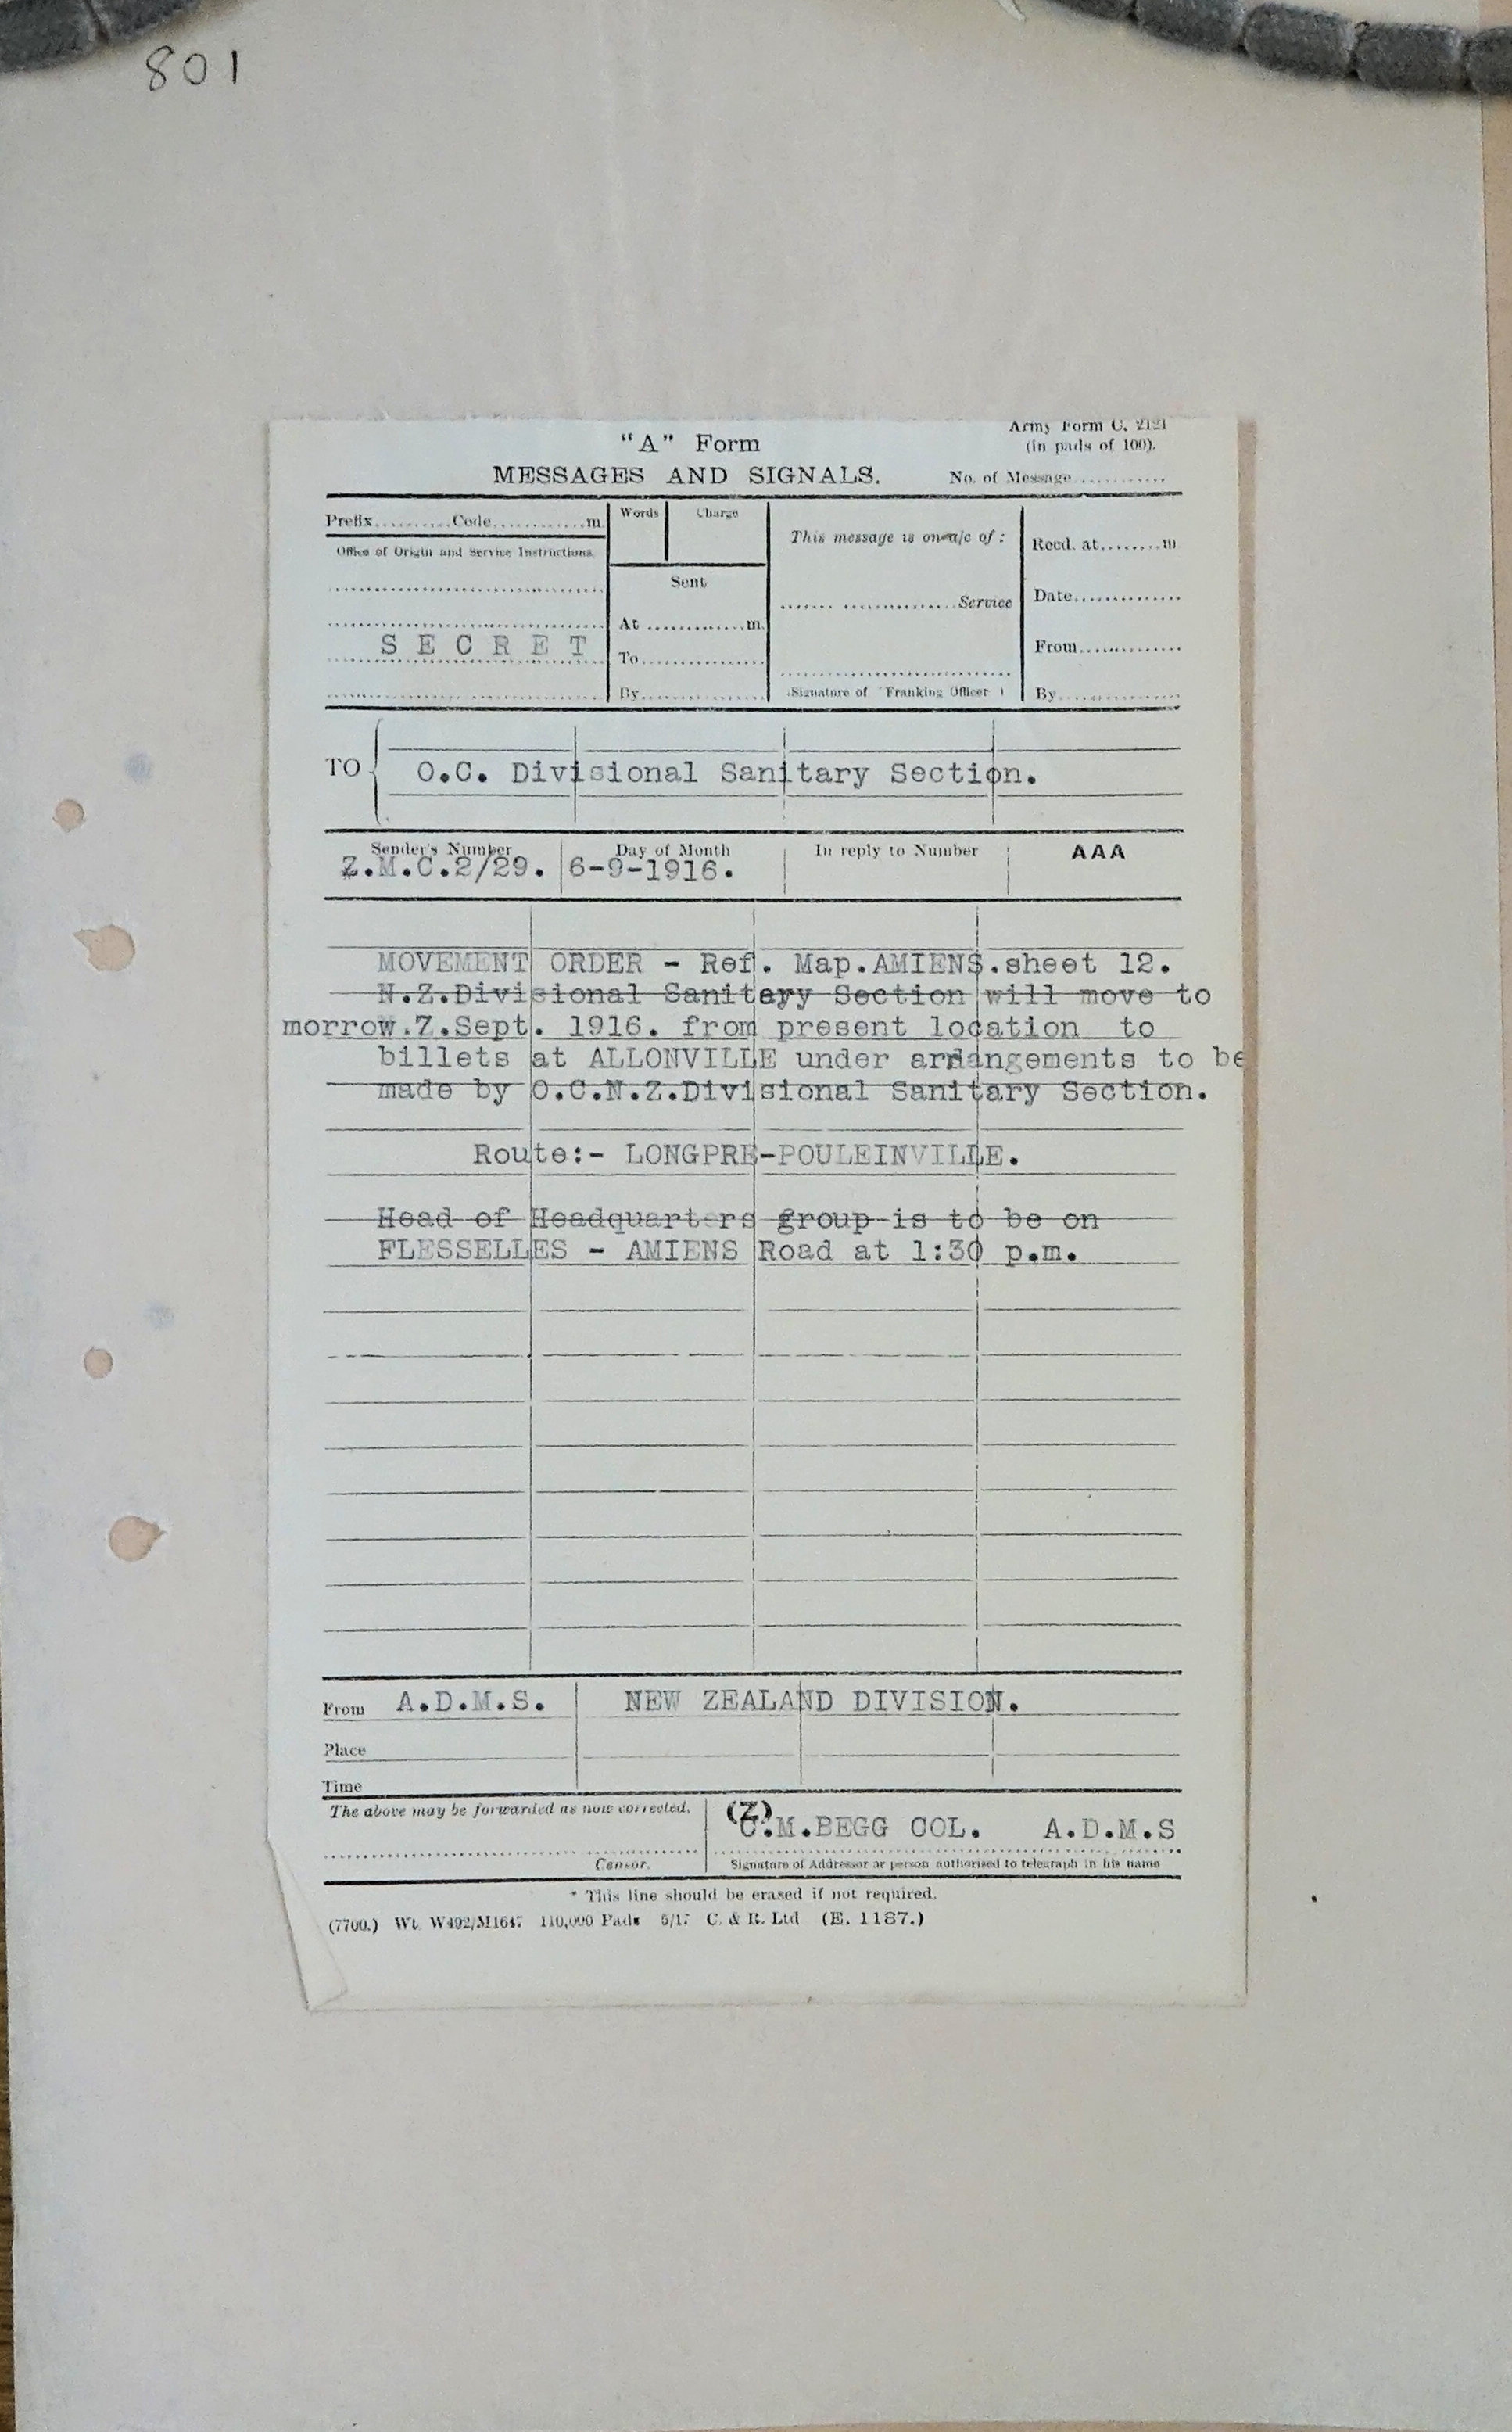 801
Army Form C. 2121
"A" Form
(in pads of 100).
MESSAGES AND SIGNALS.
No. of Message............
Prefix..........Code............m.
Words
Charge
This message is on a/c of :
Recd. at........m
Office of Origin and Service Instructions.
Sent
...................Service
Date..............
At .............m.
S E C R E T
To................
From.............
By................
(Signature of "Franking Officer")
By................
TO
O.C. Divisional Sanitary Section.
Sender's Number
Day of Month
In reply to Number
AAA
Z.M.C.2/29.
6-9-1916.
MOVEMENT ORDER - Ref. Map.AMIENS.sheet 12.
N.Z.Divisional Sanitary Section will move to
morrow.7.Sept. 1916. from present location to
billets at ALLONVILLE under arrangements to be
made by O.C.N.Z.Divisional Sanitary Section.
Route:- LONGPRE-POULEINVILLE.
Head of Headquarters group is to be on
FLESSELLES - AMIENS Road at 1:30 p.m.
From A.D.M.S. NEW ZEALAND DIVISION.
Place
Time
The above may be forwarded as now corrected.
(Z)
C.M.BEGG COL. A.D.M.S
Censor.
Signature of Addressor or person authorised to telegraph in his name
* This line should be erased if not required.
(7700.) Wt. W492/M1647 110,000 Pads 5/17 C. & R. Ltd (E. 1187.)